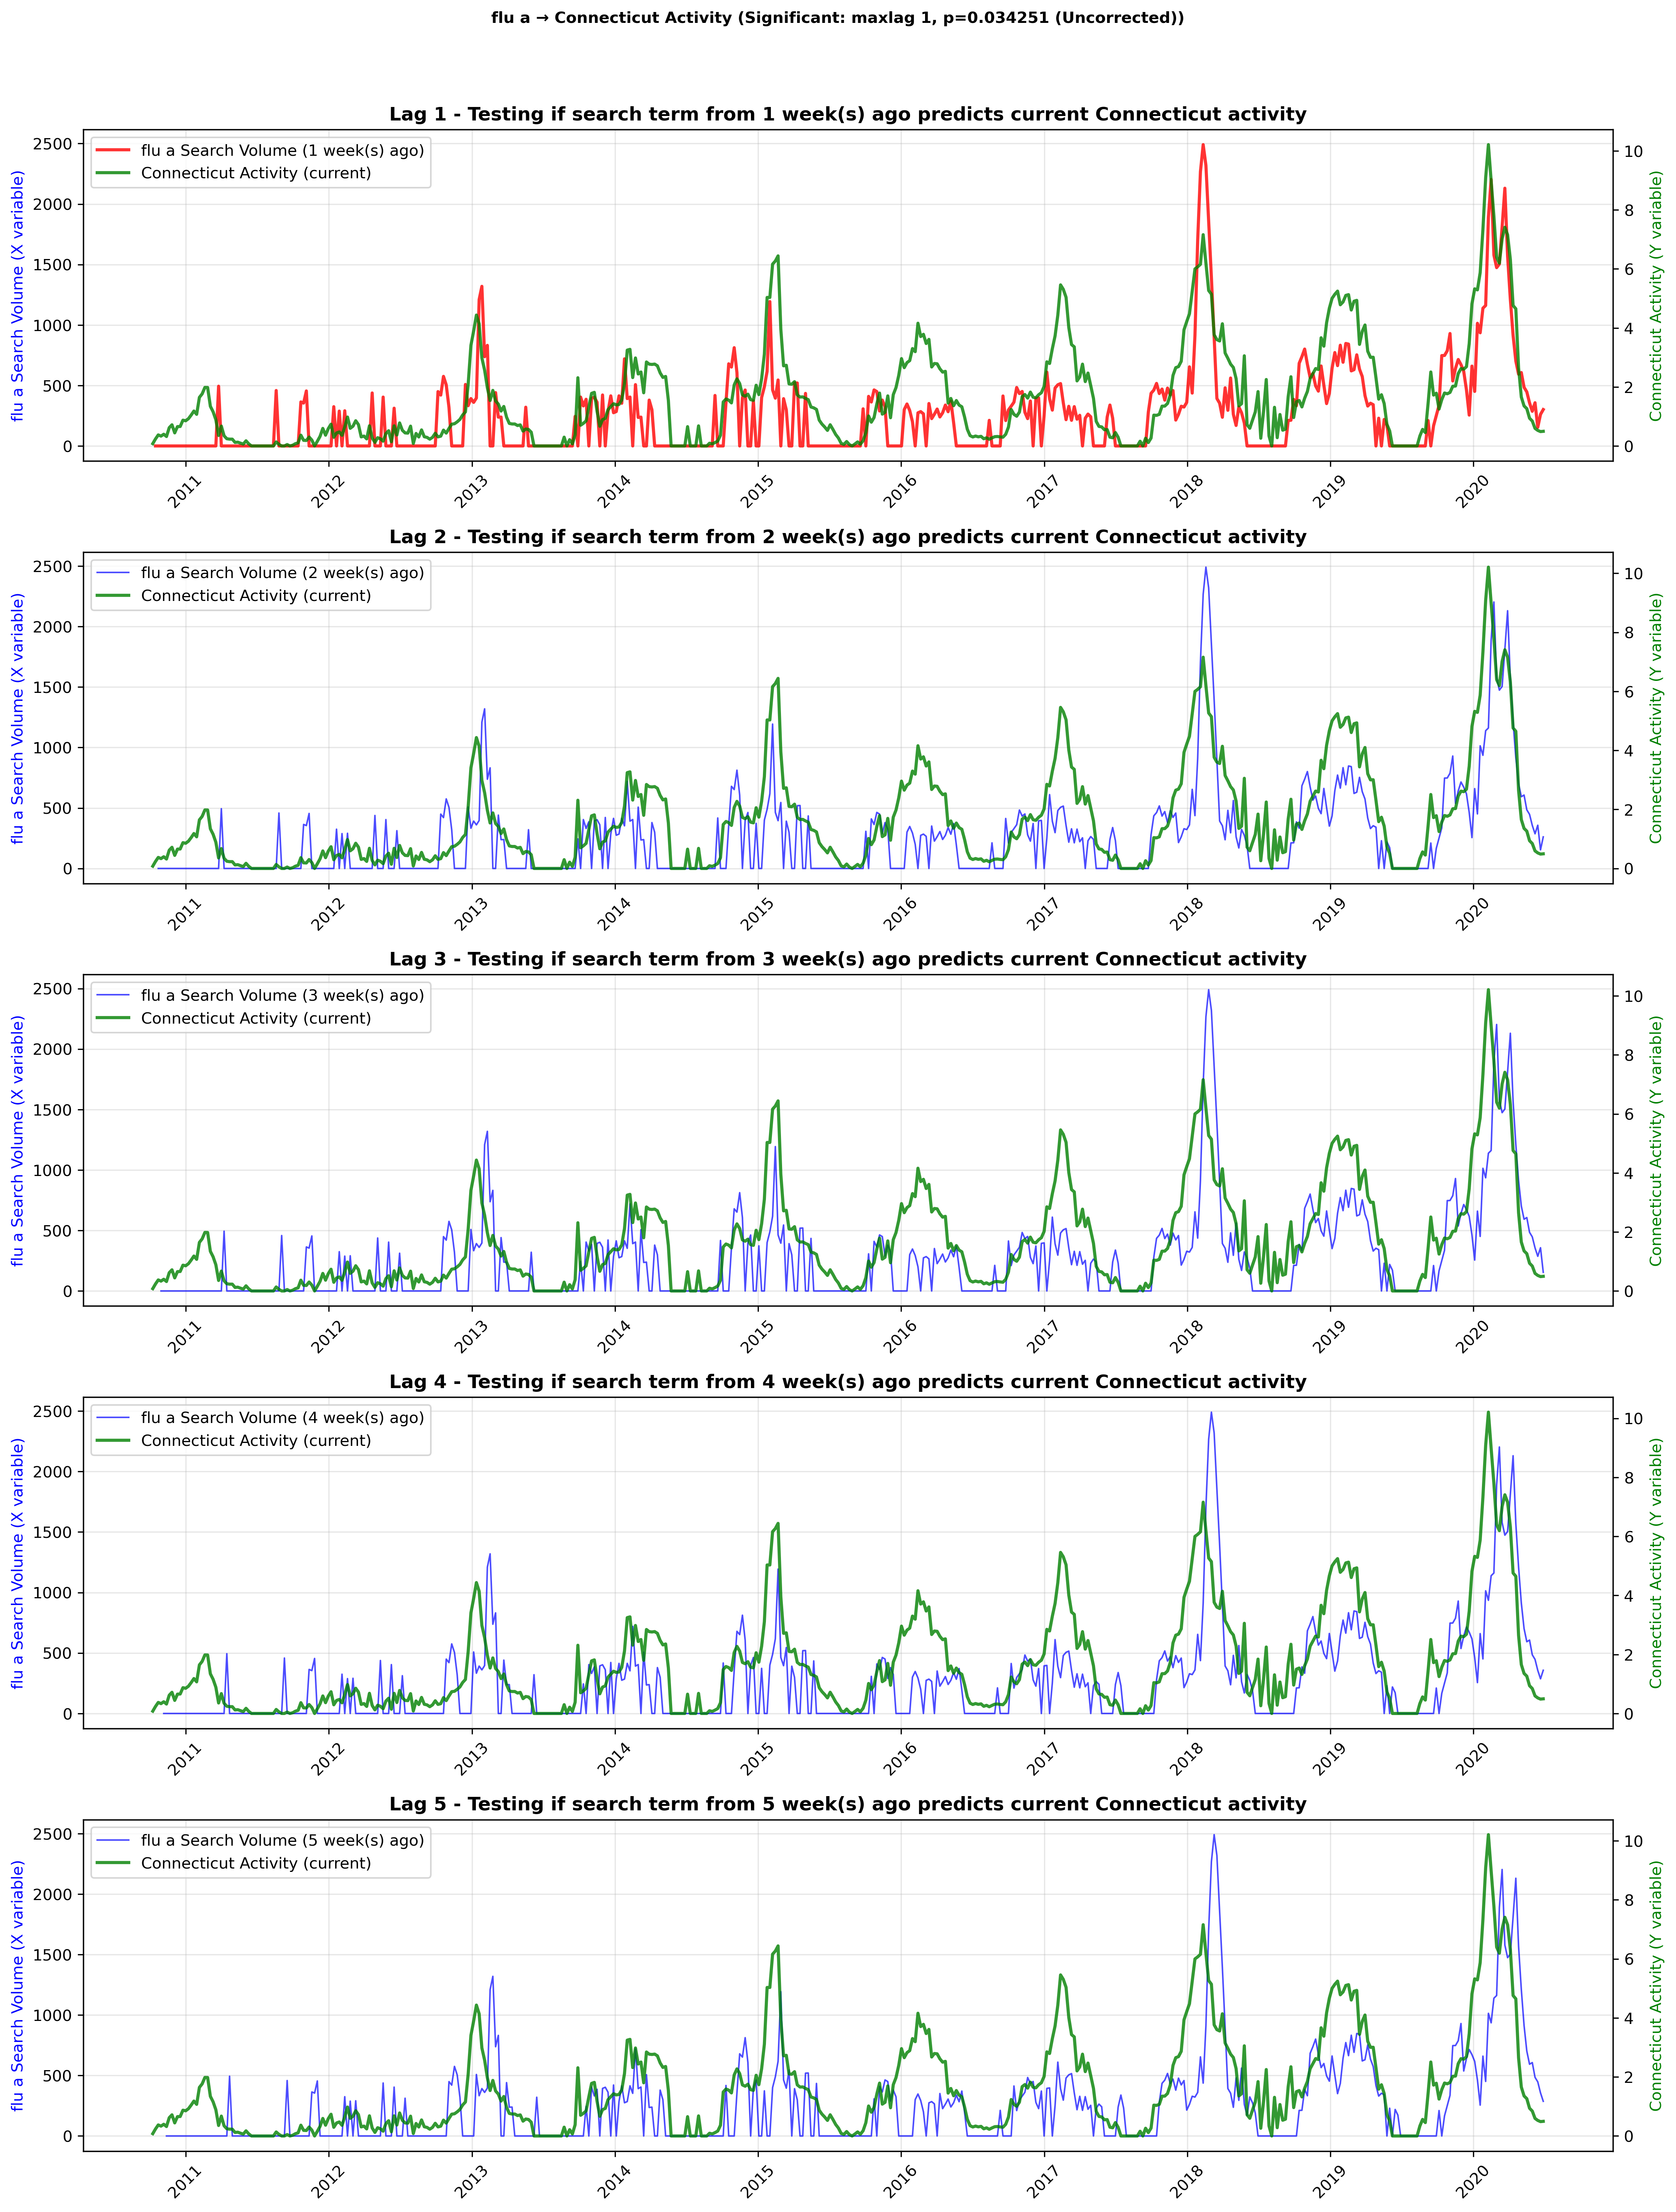 flu a → Connecticut Activity (Significant: maxlag 1, p=0.034251 (Uncorrected))
Lag 1 - Testing if search term from 1 week(s) ago predicts current Connecticut activity
flu a Search Volume (1 week(s) ago)
Connecticut Activity (current)
flu a Search Volume (X variable)
2500
2000
1500
1000
500
0
10
8
6
4
2
0
Connecticut Activity (Y variable)
2011 2012 2013 2014 2015 2016 2017 2018 2019 2020
Lag 2 - Testing if search term from 2 week(s) ago predicts current Connecticut activity
flu a Search Volume (2 week(s) ago)
Connecticut Activity (current)
flu a Search Volume (X variable)
2500
2000
1500
1000
500
0
10
8
6
4
2
0
Connecticut Activity (Y variable)
2011 2012 2013 2014 2015 2016 2017 2018 2019 2020
Lag 3 - Testing if search term from 3 week(s) ago predicts current Connecticut activity
flu a Search Volume (3 week(s) ago)
Connecticut Activity (current)
flu a Search Volume (X variable)
2500
2000
1500
1000
500
0
10
8
6
4
2
0
Connecticut Activity (Y variable)
2011 2012 2013 2014 2015 2016 2017 2018 2019 2020
Lag 4 - Testing if search term from 4 week(s) ago predicts current Connecticut activity
flu a Search Volume (4 week(s) ago)
Connecticut Activity (current)
flu a Search Volume (X variable)
2500
2000
1500
1000
500
0
10
8
6
4
2
0
Connecticut Activity (Y variable)
2011 2012 2013 2014 2015 2016 2017 2018 2019 2020
Lag 5 - Testing if search term from 5 week(s) ago predicts current Connecticut activity
flu a Search Volume (5 week(s) ago)
Connecticut Activity (current)
flu a Search Volume (X variable)
2500
2000
1500
1000
500
0
10
8
6
4
2
0
Connecticut Activity (Y variable)
2011 2012 2013 2014 2015 2016 2017 2018 2019 2020